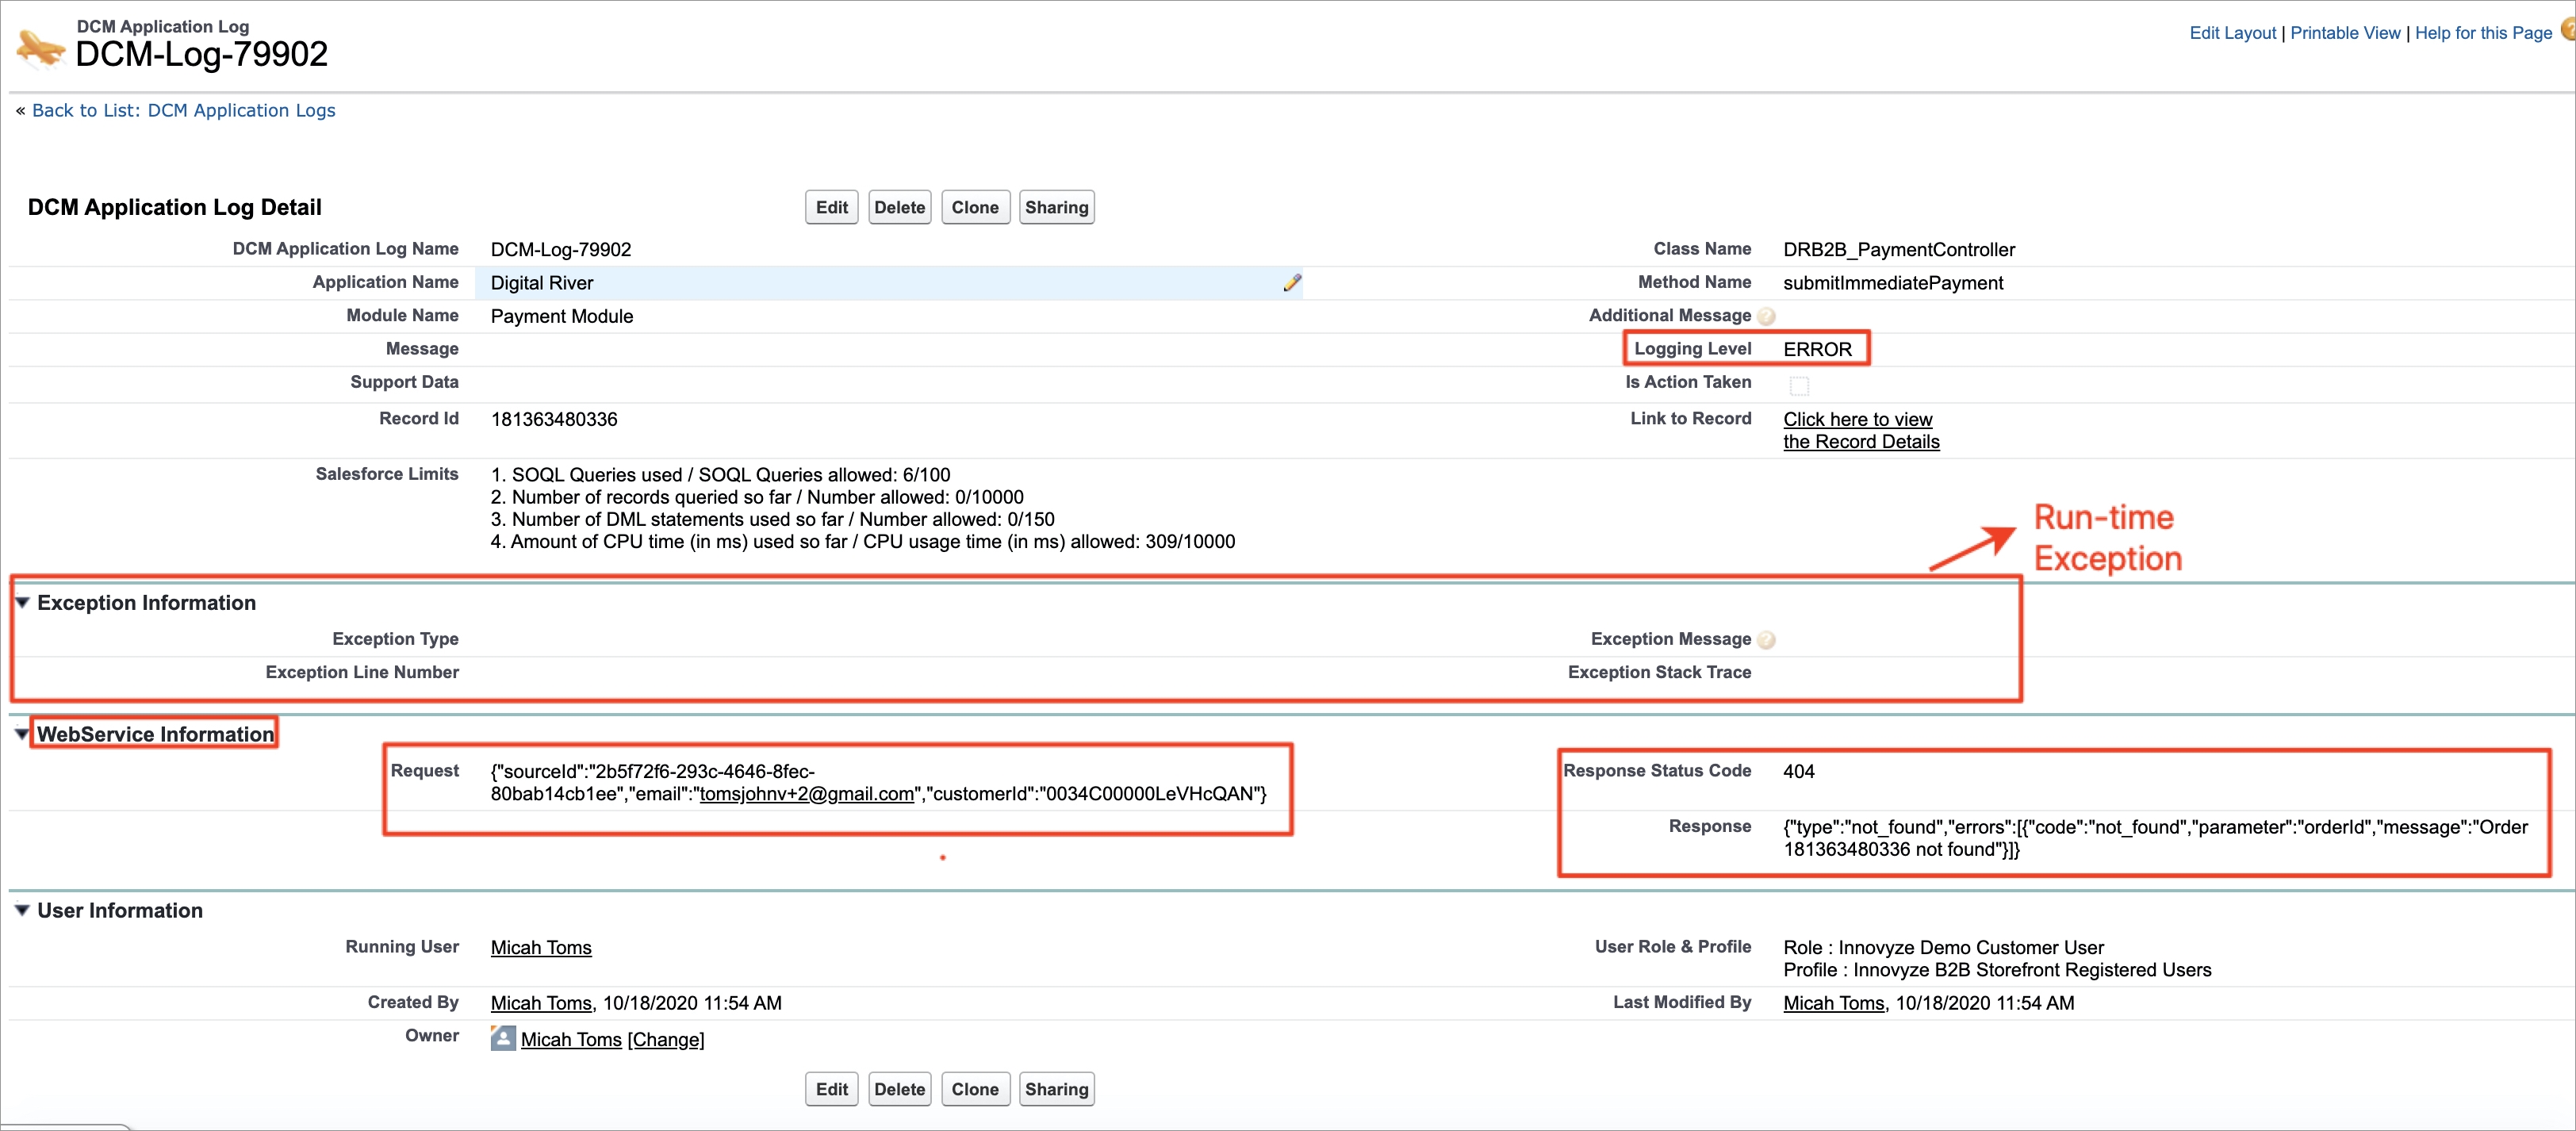 DCM Application Log
DCM-Log-79902
Edit Layout | Printable View | Help for this Page
« Back to List: DCM Application Logs
DCM Application Log Detail
Edit Delete Clone Sharing
DCM Application Log Name DCM-Log-79902 Class Name DRB2B_PaymentController
Application Name Digital River Method Name submitImmediatePayment
Module Name Payment Module Additional Message ?
Message Logging Level ERROR
Support Data Is Action Taken
Record Id 181363480336 Link to Record Click here to view
the Record Details
Salesforce Limits 1. SOQL Queries used / SOQL Queries allowed: 6/100
2. Number of records queried so far / Number allowed: 0/10000
3. Number of DML statements used so far / Number allowed: 0/150
4. Amount of CPU time (in ms) used so far / CPU usage time (in ms) allowed: 309/10000
Run-time
Exception
Exception Information
Exception Type Exception Message ?
Exception Line Number Exception Stack Trace
WebService Information
Request {"sourceId":"2b5f72f6-293c-4646-8fec-
80bab14cb1ee","email":"tomsjohnv+2@gmail.com","customerId":"0034C00000LeVHcQAN"}
Response Status Code 404
Response {"type":"not_found","errors":[{"code":"not_found","parameter":"orderId","message":"Order
181363480336 not found"}]}
User Information
Running User Micah Toms User Role & Profile Role : Innovyze Demo Customer User
Profile : Innovyze B2B Storefront Registered Users
Created By Micah Toms, 10/18/2020 11:54 AM Last Modified By Micah Toms, 10/18/2020 11:54 AM
Owner Micah Toms [Change]
Edit Delete Clone Sharing